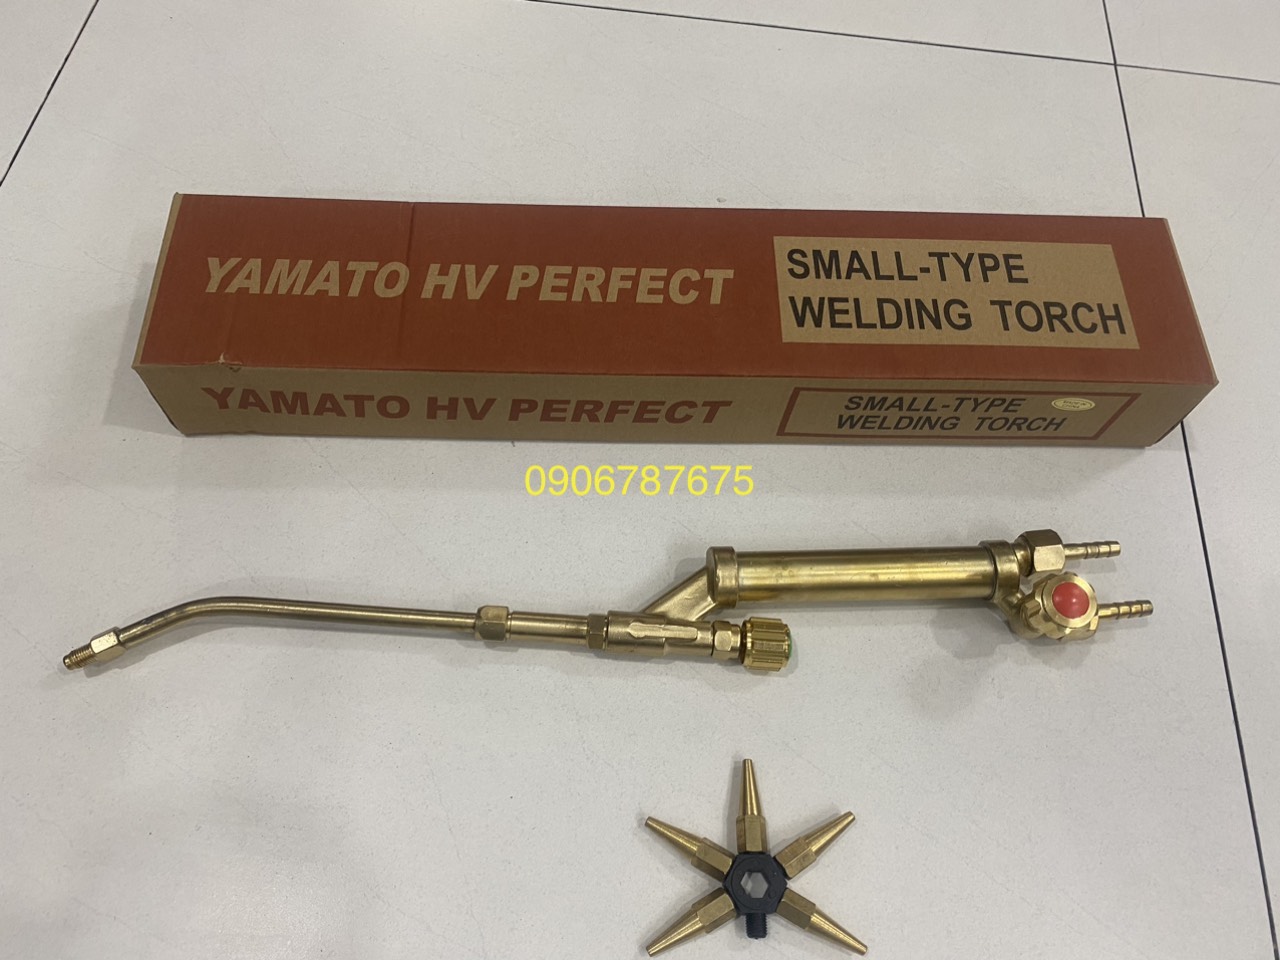 YAMATO HV PERFECT
SMALL-TYPE
WELDING TORCH
YAMATO HV PERFECT
SMALL-TYPE
WELDING TORCH
0906787675